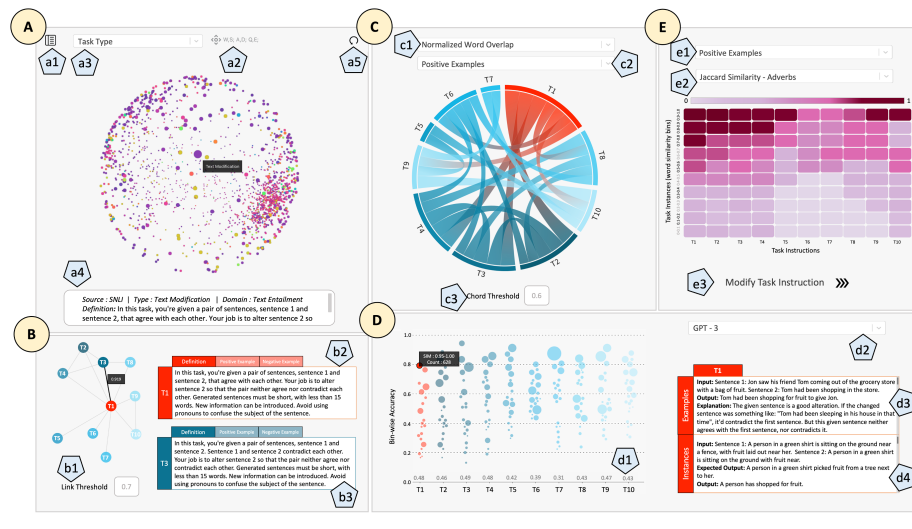 A
Task Type
W,S; A,D; Q,E;
a1
a3
a2
a5
Text Modification
a4
Source : SNLI | Type : Text Modification | Domain : Text Entailment
Definition: In this task, you're given a pair of sentences, sentence 1 and
sentence 2, that agree with each other. Your job is to alter sentence 2 so
B
T2
T3
T8
T4
0.919
T9
T1
T5
T6
T10
T7
b1
Link Threshold
0.7
b2
Definition
Positive Example
Negative Example
T1
In this task, you're given a pair of sentences, sentence 1 and
sentence 2, that agree with each other. Your job is to alter
sentence 2 so that the pair neither agree nor contradict each
other. Generated sentences must be short, with less than 15
words. New information can be introduced. Avoid using
pronouns to confuse the subject of the sentence.
Definition
Positive Example
Negative Example
T3
In this task, you're given a pair of sentences, sentence 1 and
sentence 2. Sentence 1 and sentence 2 contradict each other.
Your job is to alter sentence 2 so that the pair neither agree
nor contradict each other. Generated sentences must be short, with
less than 15 words. New information can be introduced. Avoid
using pronouns to confuse the subject of the sentence.
b3
C
c1
Normalized Word Overlap
Positive Examples
c2
T7
T1
T6
T5
T8
T9
T10
T4
T3
T2
c3
Chord Threshold
0.6
D
1.0
0.8
0.6
0.4
0.2
0.0
Bin-wise Accuracy
SIM : 0.95-1.00
Count : 628
d1
0.48
0.46
0.49
0.48
0.42
0.39
0.31
0.43
0.47
0.43
T1
T2
T3
T4
T5
T6
T7
T8
T9
T10
GPT - 3
d2
T1
Examples
Input: Sentence 1: Jon saw his friend Tom coming out of the grocery store
with a bag of fruit. Sentence 2: Tom had been shopping in the store.
Output: Tom had been shopping for fruit to give Jon.
Explanation: The given sentence is a good alteration. If the changed
sentence was something like: "Tom had been sleeping in his house in that
time", it'd contradict the first sentence. But this given sentence neither
agrees with the first sentence, nor contradicts it.
d3
Instances
Input: Sentence 1: A person in a green shirt is sitting on the ground near
a fence, with fruit laid out near her. Sentence 2: A person in a green shirt
is sitting on the ground with fruit near.
Expected Output: A person in a green shirt picked fruit from a tree next
to her.
Output: A person has shopped for fruit.
d4
E
e1
Positive Examples
e2
Jaccard Similarity - Adverbs
0
1
Task Instances (word similarity bins)
T1
T2
T3
T4
T5
T6
T7
T8
T9
T10
Task Instructions
e3
Modify Task Instruction